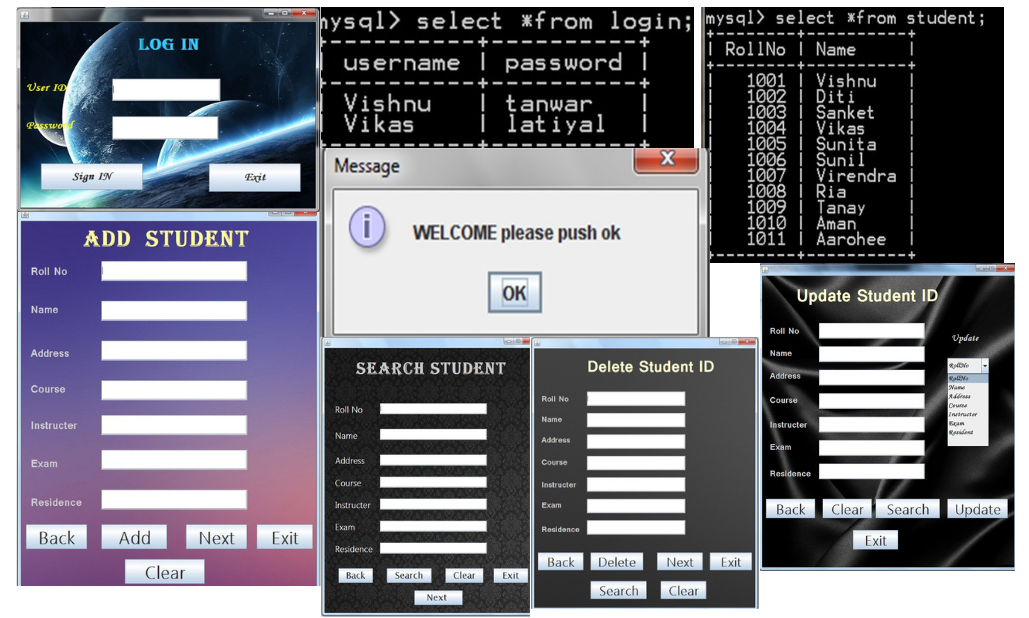 LOG IN
User ID
Password
Sign IN
Exit
mysql> select *from login;
username | password
Vishnu | tanwar
Vikas | latiyal
mysql> select *from student;
RollNo | Name
1001 | Vishnu
1002 | Diti
1003 | Sanket
1004 | Vikas
1005 | Sunita
1006 | Sunil
1007 | Virendra
1008 | Ria
1009 | Tanay
1010 | Aman
1011 | Aarohee
Message
WELCOME please push ok
OK
ADD STUDENT
Roll No
Name
Address
Course
Instructer
Exam
Residence
Back Add Next Exit
Clear
SEARCH STUDENT
Roll No
Name
Address
Course
Instructer
Exam
Residence
Back Search Clear Exit
Next
Delete Student ID
Roll No
Name
Address
Course
Instructer
Exam
Residence
Back Delete Next Exit
Search Clear
Update Student ID
Roll No
Name
Address
Course
Instructer
Exam
Residence
Update
RollNo
RollNo
Name
Address
Course
Instructer
Exam
Resident
Back Clear Search Update
Exit